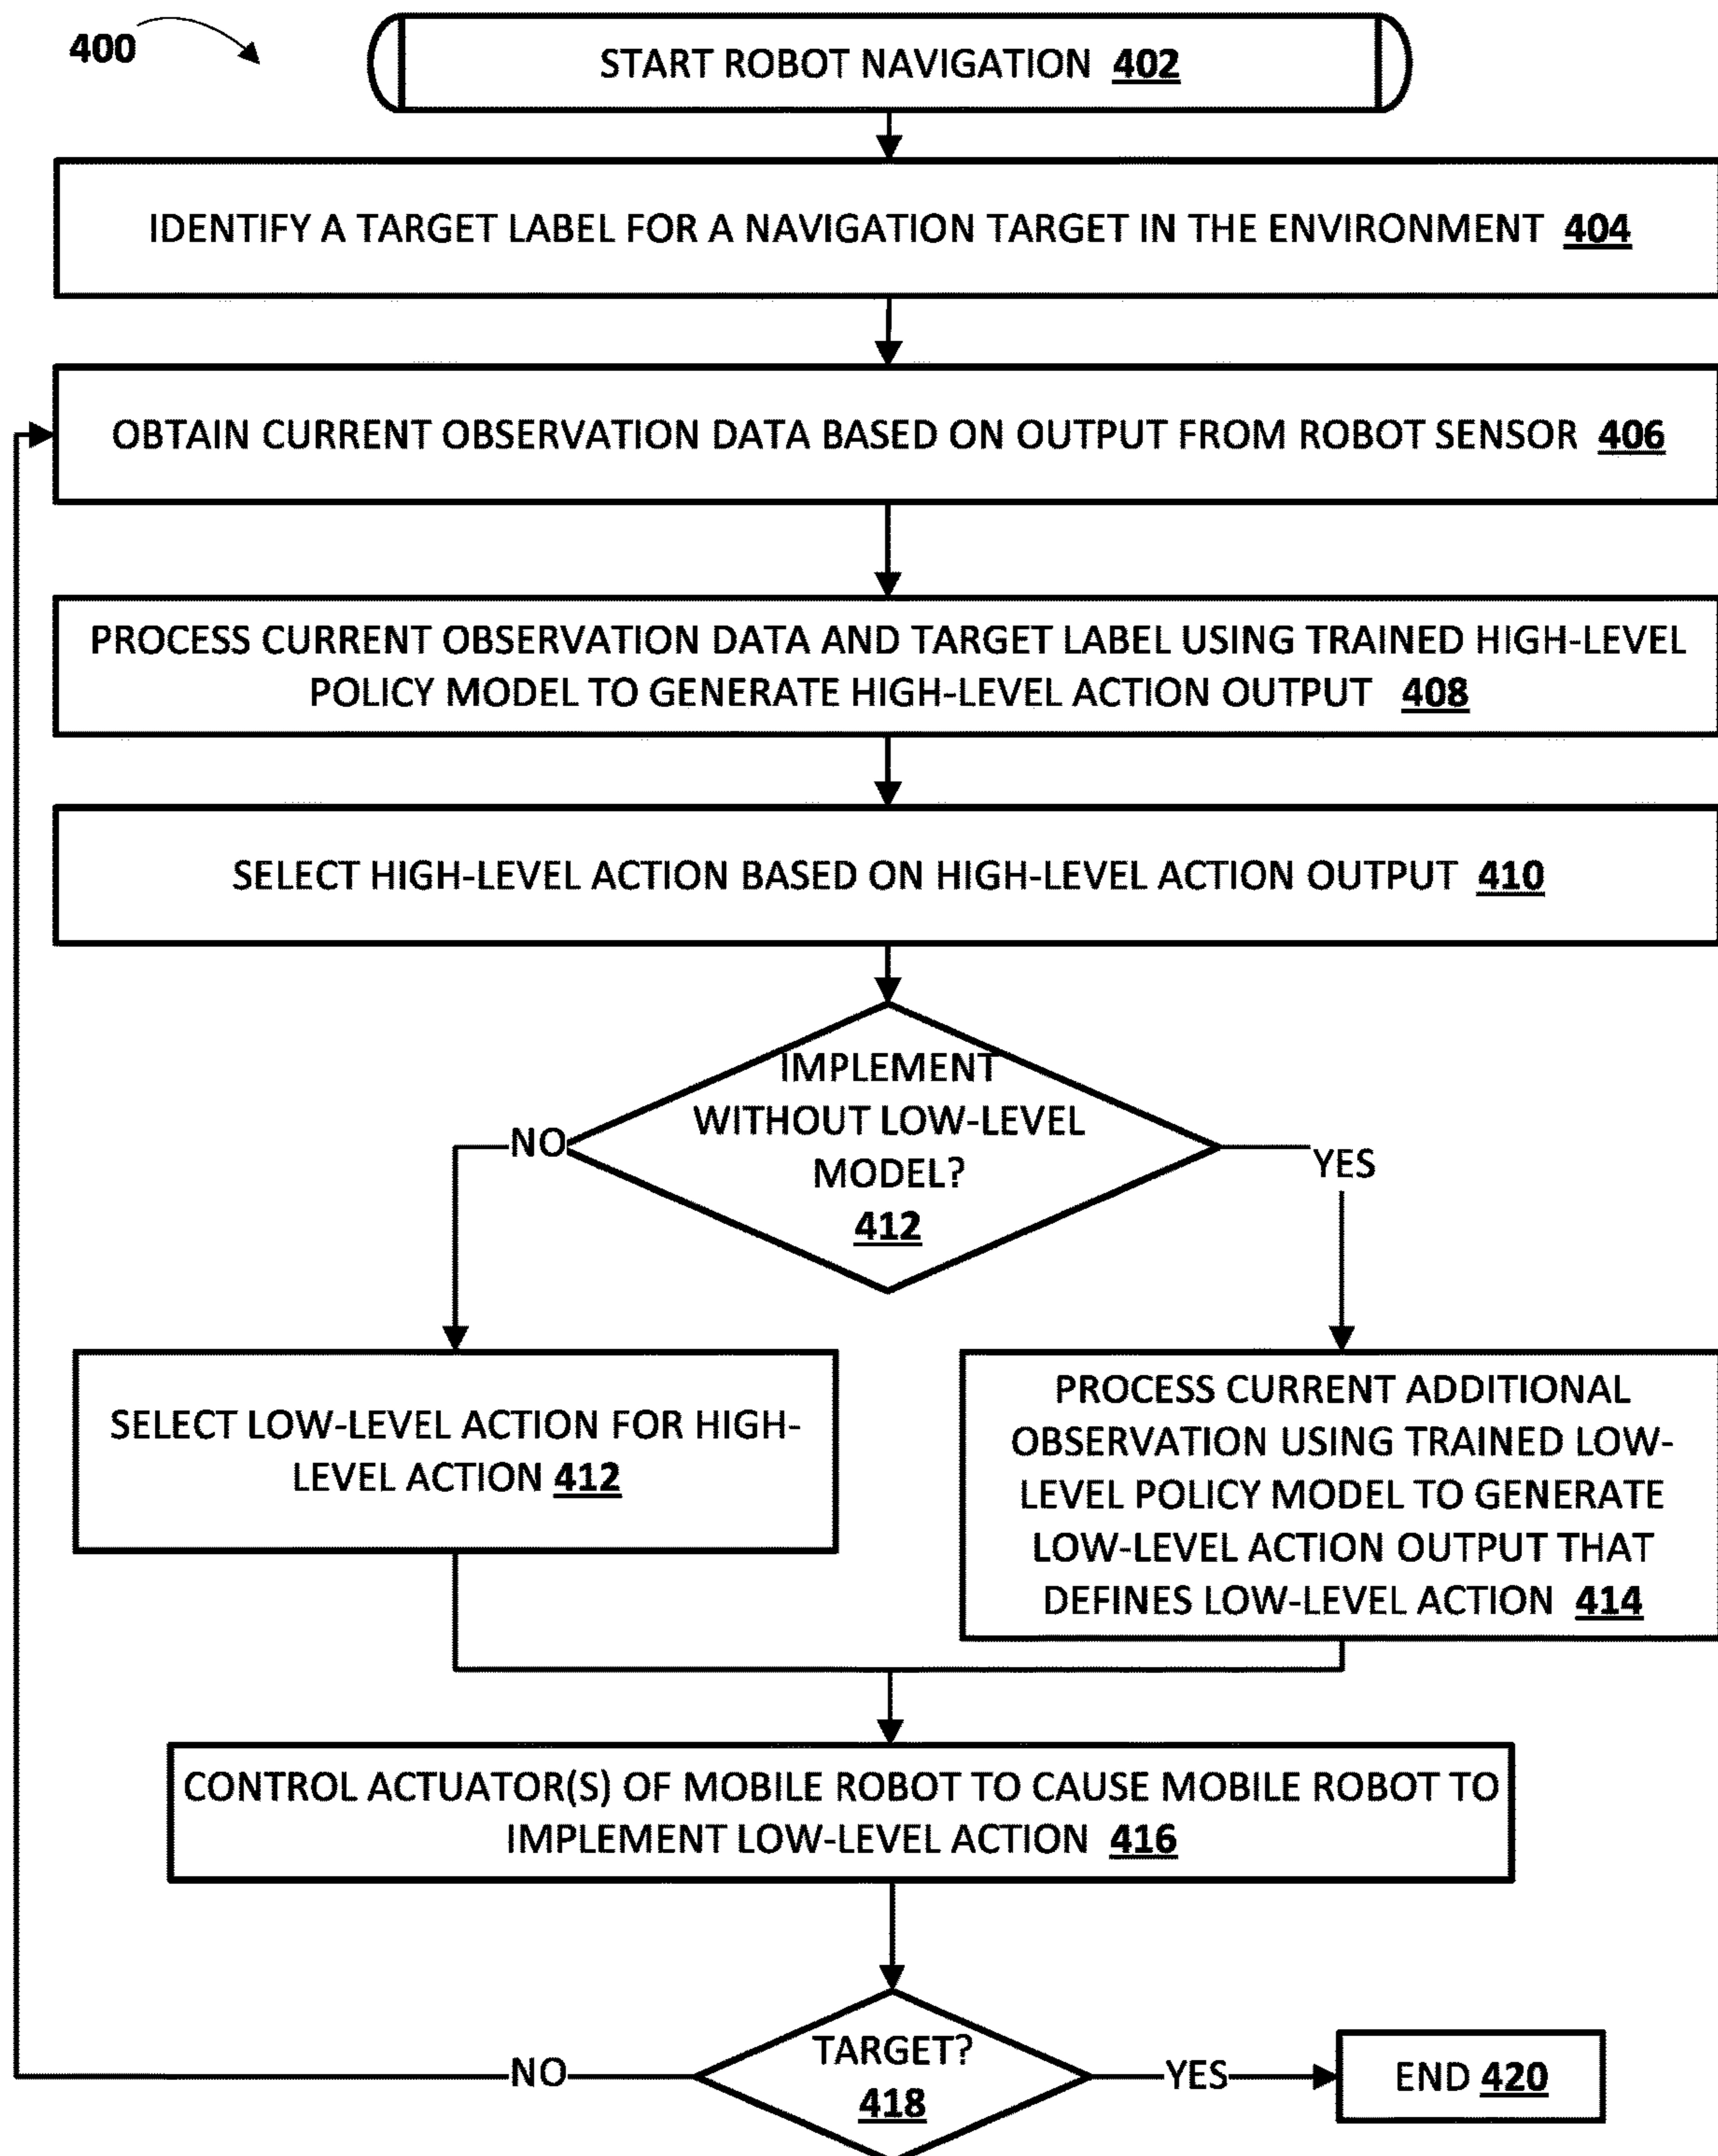 400
START ROBOT NAVIGATION 402
IDENTIFY A TARGET LABEL FOR A NAVIGATION TARGET IN THE ENVIRONMENT 404
OBTAIN CURRENT OBSERVATION DATA BASED ON OUTPUT FROM ROBOT SENSOR 406
PROCESS CURRENT OBSERVATION DATA AND TARGET LABEL USING TRAINED HIGH-LEVEL
POLICY MODEL TO GENERATE HIGH-LEVEL ACTION OUTPUT 408
SELECT HIGH-LEVEL ACTION BASED ON HIGH-LEVEL ACTION OUTPUT 410
IMPLEMENT
WITHOUT LOW-LEVEL
MODEL?
412
NO
YES
SELECT LOW-LEVEL ACTION FOR HIGH-
LEVEL ACTION 412
PROCESS CURRENT ADDITIONAL
OBSERVATION USING TRAINED LOW-
LEVEL POLICY MODEL TO GENERATE
LOW-LEVEL ACTION OUTPUT THAT
DEFINES LOW-LEVEL ACTION 414
CONTROL ACTUATOR(S) OF MOBILE ROBOT TO CAUSE MOBILE ROBOT TO
IMPLEMENT LOW-LEVEL ACTION 416
TARGET?
418
NO
YES
END 420